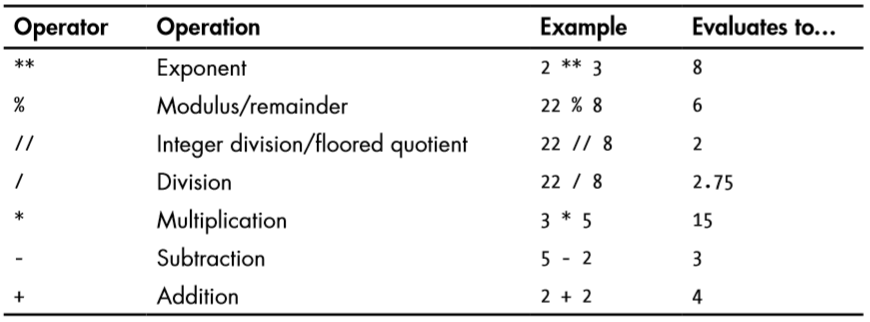 Operator Operation Example Evaluates to…
** Exponent 2 ** 3 8
% Modulus/remainder 22 % 8 6
// Integer division/floored quotient 22 // 8 2
/ Division 22 / 8 2.75
* Multiplication 3 * 5 15
- Subtraction 5 - 2 3
+ Addition 2 + 2 4